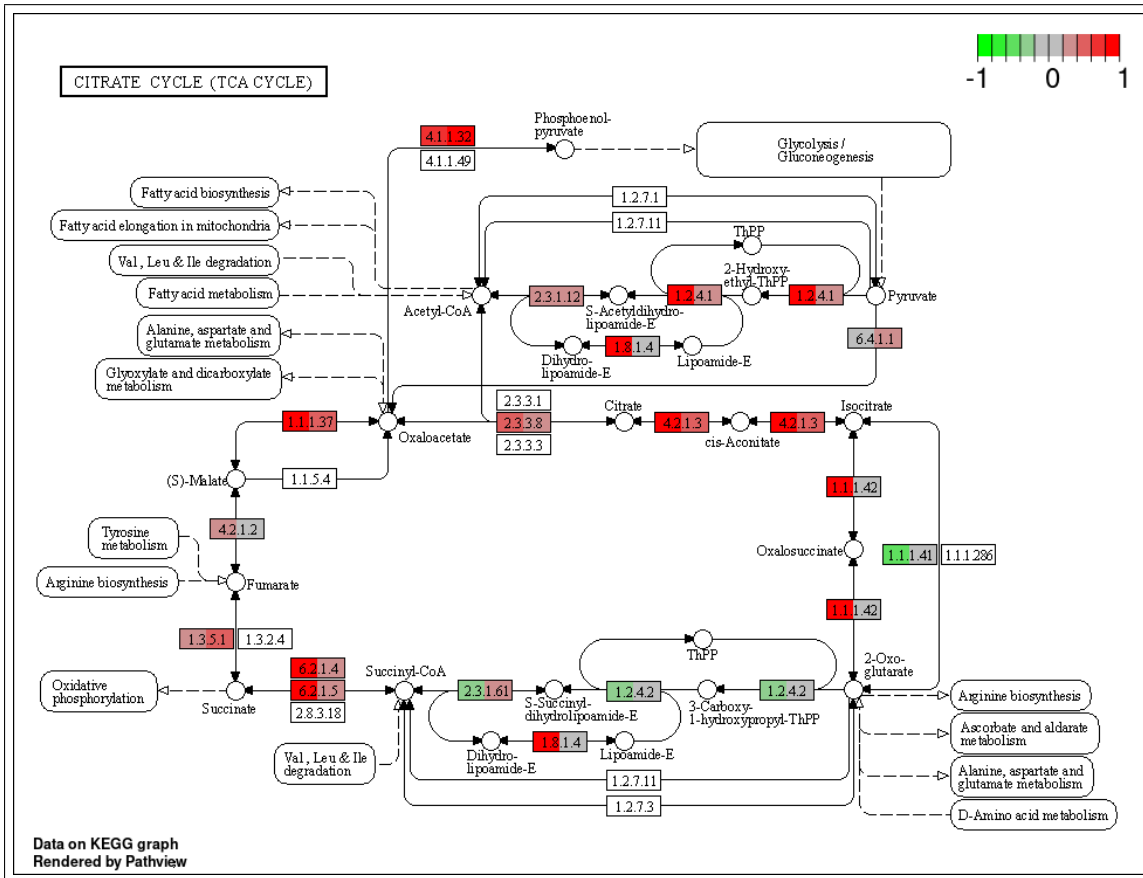 -1
0
1
CITRATE CYCLE (TCA CYCLE)
Phosphoenol-
pyruvate
4.1.1.32
4.1.1.49
Glycolysis /
Gluconeogenesis
Fatty acid biosynthesis
Fatty acid elongation in mitochondria
Val, Leu & Ile degradation
Fatty acid metabolism
Alanine, aspartate and
glutamate metabolism
Glyoxylate and dicarboxylate
metabolism
1.2.7.1
1.2.7.11
ThPP
2-Hydroxy-
ethyl-ThPP
Acetyl-CoA
2.3.1.12
S-Acetyldihydro-
lipoamide-E
1.2.4.1
1.2.4.1
Pyruvate
Dihydro-
lipoamide-E
1.8.1.4
Lipoamide-E
6.4.1.1
1.1.1.37
Oxaloacetate
2.3.3.1
2.3.3.8
2.3.3.3
Citrate
4.2.1.3
cis-Aconitate
4.2.1.3
Isocitrate
(S)-Malate
1.1.5.4
1.1.1.42
4.2.1.2
Tyrosine
metabolism
Oxalosuccinate
1.1.1.41
1.1.1.286
Arginine biosynthesis
Fumarate
1.1.1.42
1.3.5.1
1.3.2.4
ThPP
2-Oxo-
glutarate
Oxidative
phosphorylation
Succinate
6.2.1.4
6.2.1.5
2.8.3.18
Succinyl-CoA
2.3.1.61
S-Succinyl-
dihydrolipoamide-E
1.2.4.2
3-Carboxy-
1-hydroxypropyl-ThPP
1.2.4.2
Arginine biosynthesis
Ascorbate and aldarate
metabolism
Val, Leu & Ile
degradation
Dihydro-
lipoamide-E
1.8.1.4
Lipoamide-E
1.2.7.11
1.2.7.3
Alanine, aspartate and
glutamate metabolism
D-Amino acid metabolism
Data on KEGG graph
Rendered by Pathview